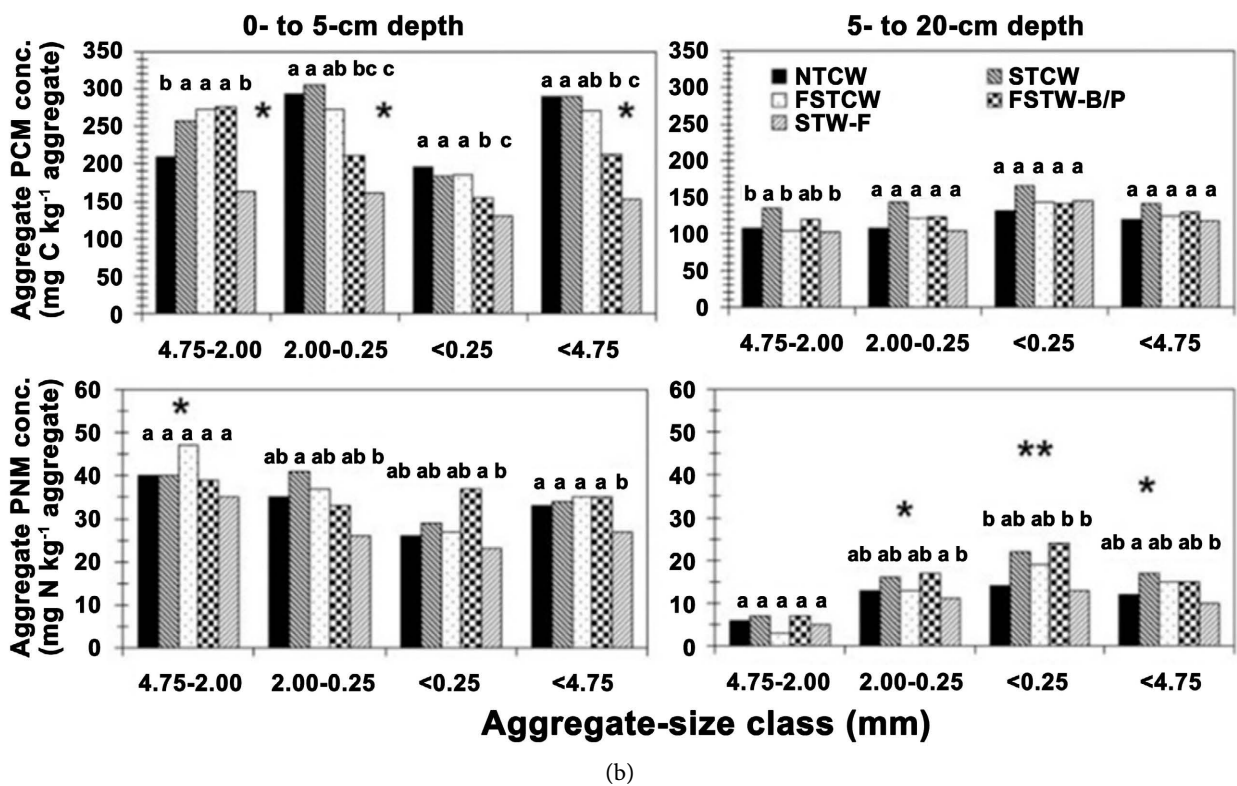 0- to 5-cm depth
5- to 20-cm depth
Aggregate PCM conc.
(mg C kg-1 aggregate)
350
300
250
200
150
100
50
0
b a a a b
*
a a ab bc c
*
a a a b c
a a ab b c
*
4.75-2.00 2.00-0.25 <0.25 <4.75
350
300
250
200
150
100
50
0
NTCW STCW
FSTCW FSTW-B/P
STW-F
b a b ab b
a a a a a
a a a a a
a a a a a
4.75-2.00 2.00-0.25 <0.25 <4.75
Aggregate PNM conc.
(mg N kg-1 aggregate)
60
50
40
30
20
10
0
*
a a a a a
ab a ab ab b
ab ab ab a b
a a a a b
4.75-2.00 2.00-0.25 <0.25 <4.75
60
50
40
30
20
10
0
a a a a a
*
ab ab ab a b
**
b ab ab b b
*
ab a ab ab b
4.75-2.00 2.00-0.25 <0.25 <4.75
Aggregate-size class (mm)
(b)